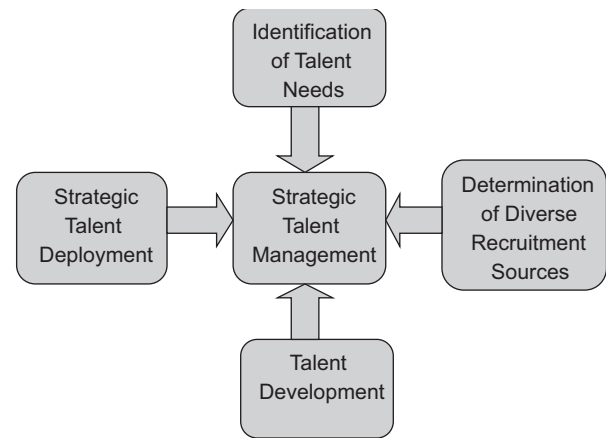 Identification
of Talent
Needs
Strategic
Talent
Deployment
Strategic
Talent
Management
Determination
of Diverse
Recruitment
Sources
Talent
Development